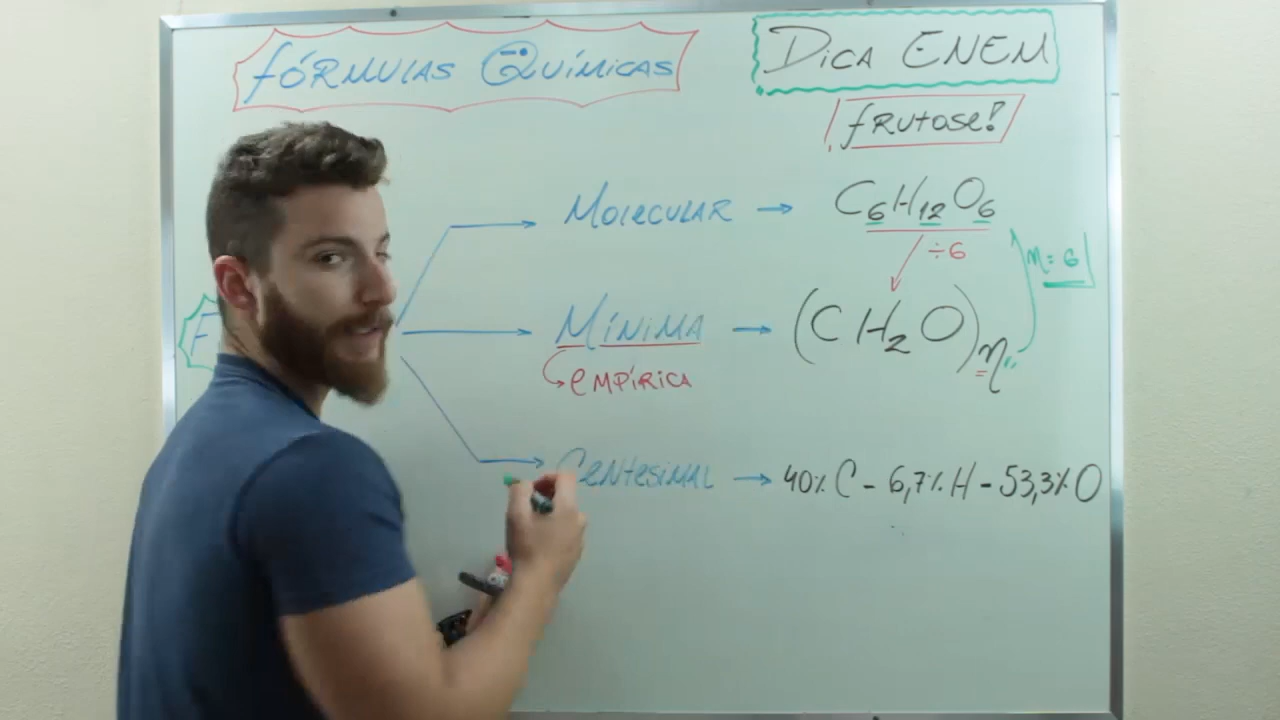 FÓRMULAS QUÍMICAS
DICA ENEM
FRUTOSE!
MOLECULAR → C₆H₁₂O₆
÷6
n = 6
MÍNIMA → (CH₂O)n
EMPÍRICA
CENTESIMAL → 40% C - 6,7% H - 53,3% O